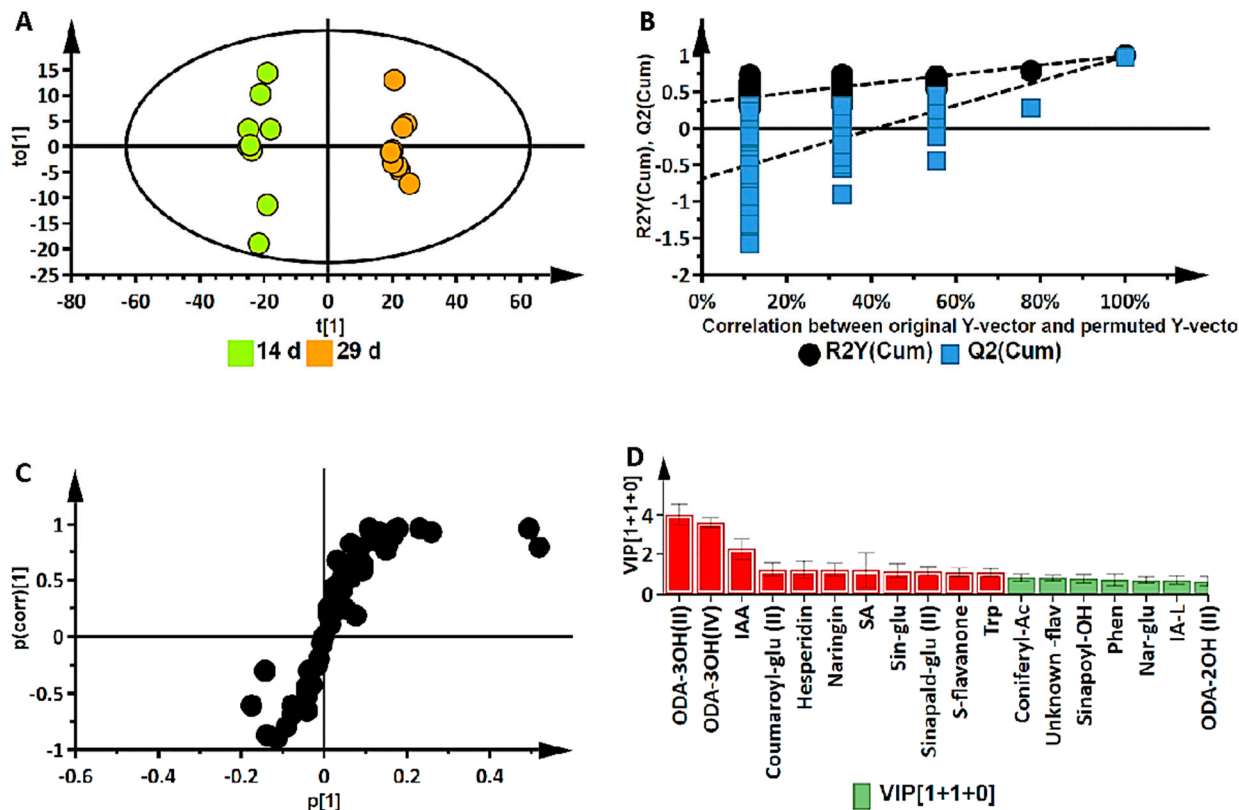 A
to[1]
15
10
5
0
-5
-10
-15
-20
-25
-80 -60 -40 -20 0 20 40 60
t[1]
14 d 29 d
B
R2Y(Cum), Q2(Cum)
1
0.5
0
-0.5
-1
-1.5
-2
0% 20% 40% 60% 80% 100%
Correlation between original Y-vector and permuted Y-vecto
R2Y(Cum) Q2(Cum)
C
p(corr)[1]
1
0.5
0
-0.5
-1
-0.6 -0.4 -0.2 0 0.2 0.4
p[1]
D
VIP[1+1+0]
4
2
0
ODA-3OH(II)
ODA-3OH(IV)
IAA
Coumaroyl-glu (II)
Hesperidin
Naringin
SA
Sin-glu
Sinapald-glu (II)
S-flavanone
Trp
Coniferyl-Ac
Unknown -flav
Sinapoyl-OH
Phen
Nar-glu
IA-L
ODA-2OH (II)
VIP[1+1+0]